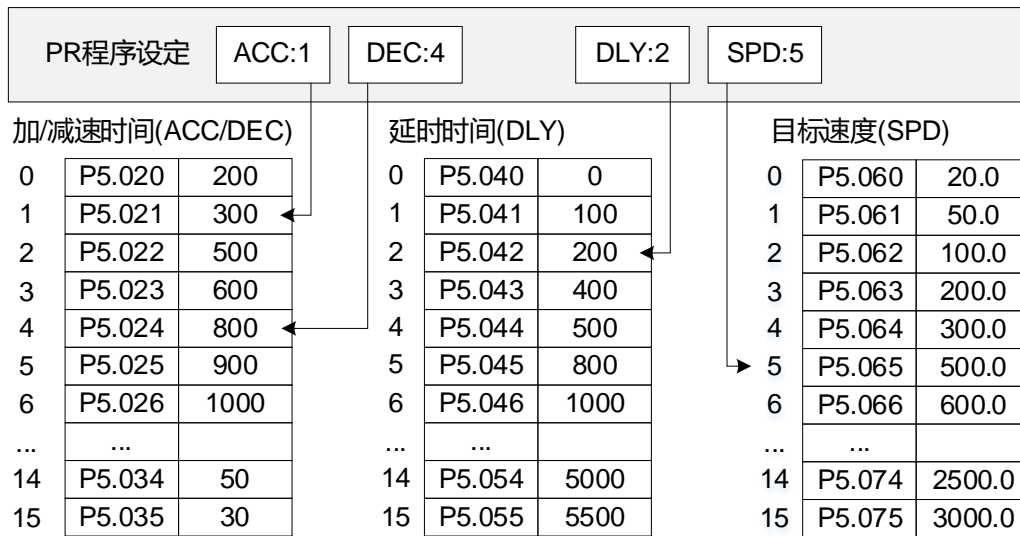 PR程序设定 ACC:1 DEC:4 DLY:2 SPD:5
加/减速时间(ACC/DEC) 延时时间(DLY) 目标速度(SPD)
0 P5.020 200 0 P5.040 0 0 P5.060 20.0
1 P5.021 300 1 P5.041 100 1 P5.061 50.0
2 P5.022 500 2 P5.042 200 2 P5.062 100.0
3 P5.023 600 3 P5.043 400 3 P5.063 200.0
4 P5.024 800 4 P5.044 500 4 P5.064 300.0
5 P5.025 900 5 P5.045 800 5 P5.065 500.0
6 P5.026 1000 6 P5.046 1000 6 P5.066 600.0
... ... ... ... ... ...
14 P5.034 50 14 P5.054 5000 14 P5.074 2500.0
15 P5.035 30 15 P5.055 5500 15 P5.075 3000.0